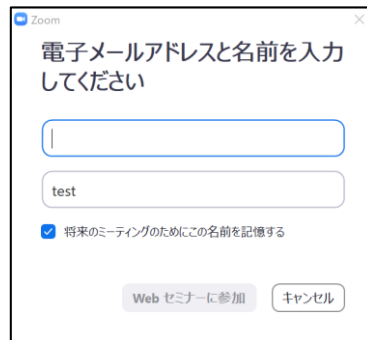 Zoom
電子メールアドレスと名前を入力
してください
test
将来のミーティングのためにこの名前を記憶する
Web セミナーに参加
キャンセル